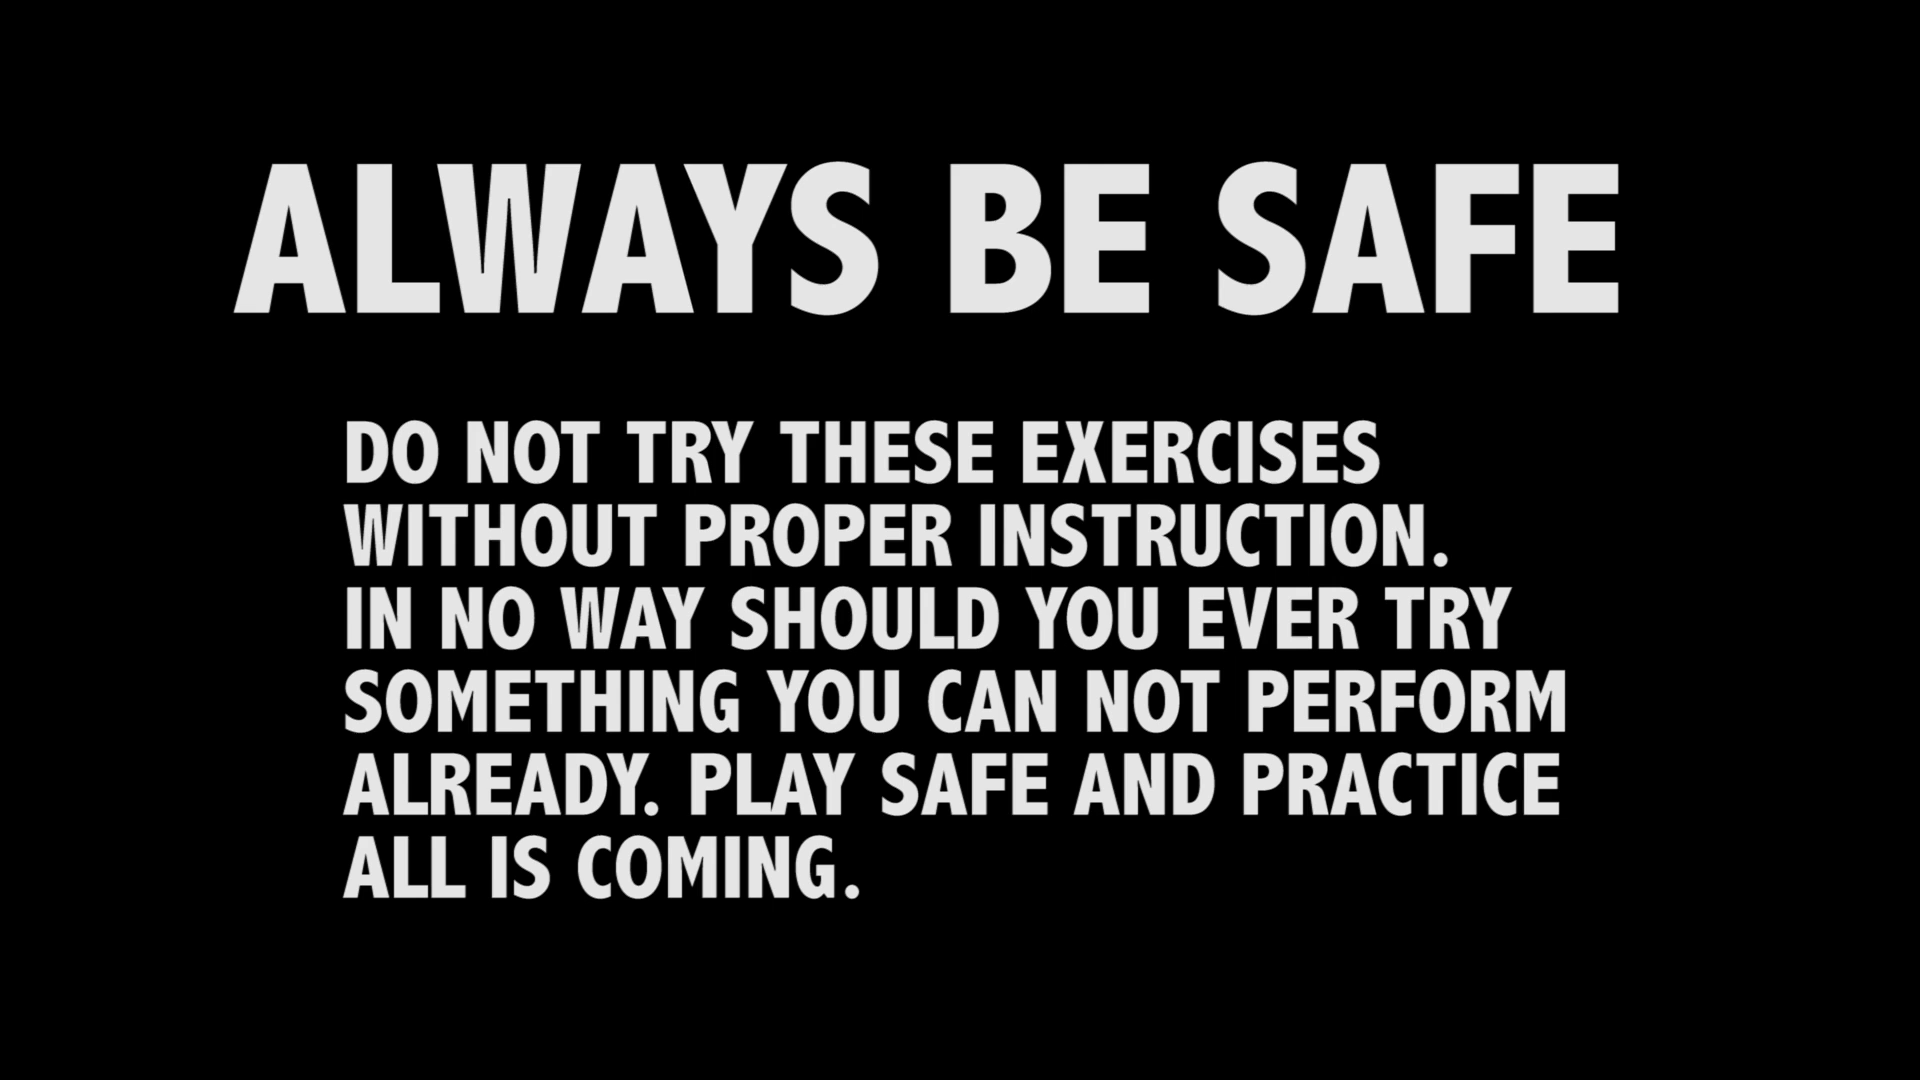 ALWAYS BE SAFE
DO NOT TRY THESE EXERCISES
WITHOUT PROPER INSTRUCTION.
IN NO WAY SHOULD YOU EVER TRY
SOMETHING YOU CAN NOT PERFORM
ALREADY. PLAY SAFE AND PRACTICE
ALL IS COMING.